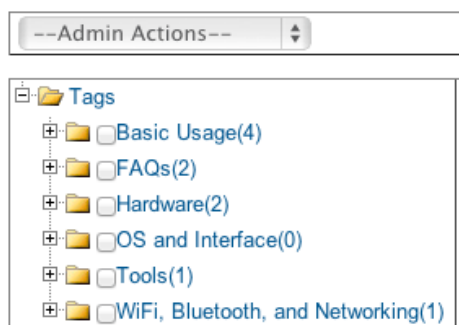 --Admin Actions--
Tags
Basic Usage(4)
FAQs(2)
Hardware(2)
OS and Interface(0)
Tools(1)
WiFi, Bluetooth, and Networking(1)